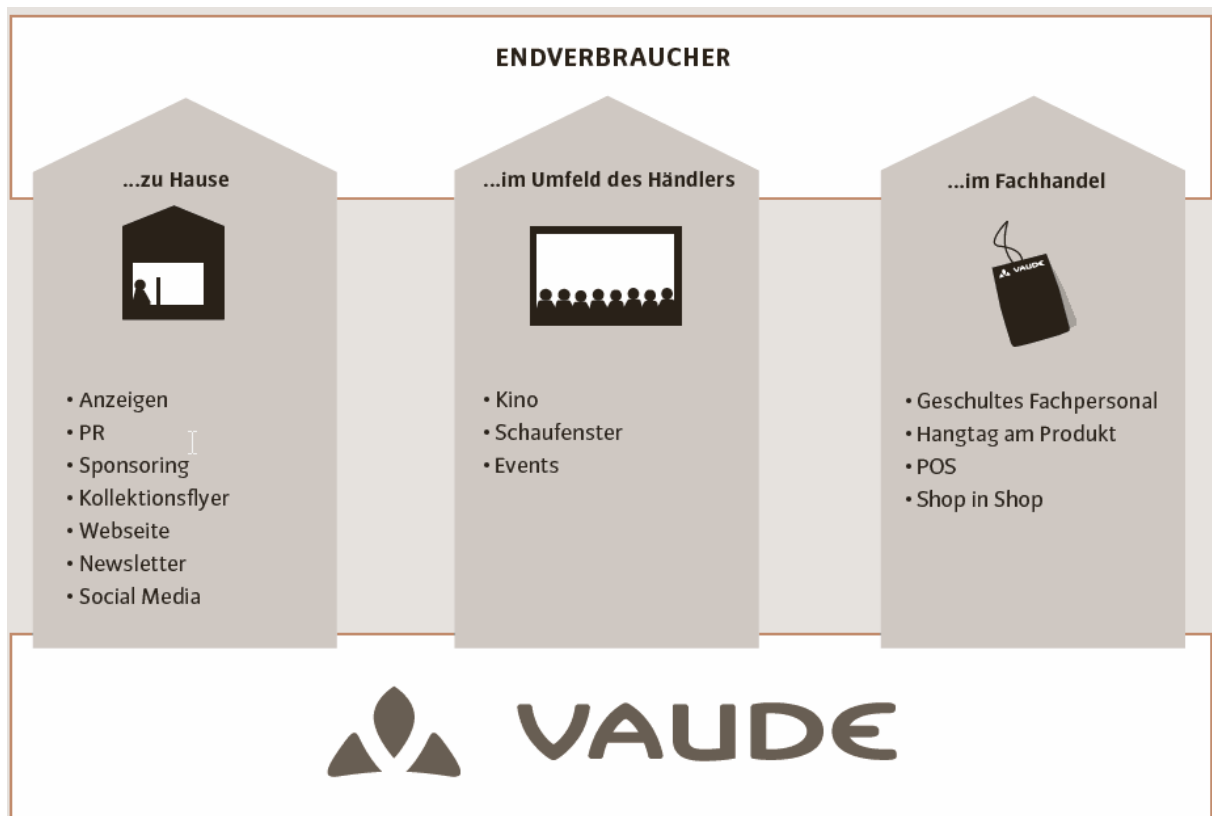 ENDVERBRAUCHER
...zu Hause
• Anzeigen
• PR
• Sponsoring
• Kollektionsflyer
• Webseite
• Newsletter
• Social Media
...im Umfeld des Händlers
• Kino
• Schaufenster
• Events
...im Fachhandel
VAUDE
• Geschultes Fachpersonal
• Hangtag am Produkt
• POS
• Shop in Shop
VAUDE